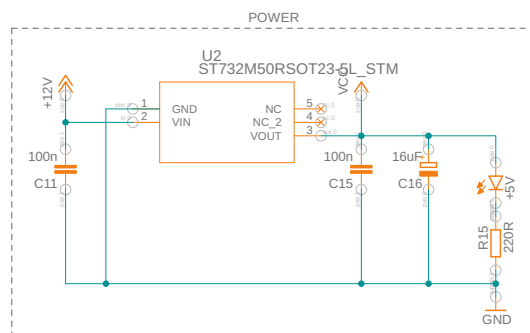 POWER
U2
ST732M50RSOT23-5L_STM
+12V
VCC
1 GND NC 5
2 VIN NC_2 4
VOUT 3
100n
C11
100n
C15
16uF
C16
+5V
R15
220R
GND